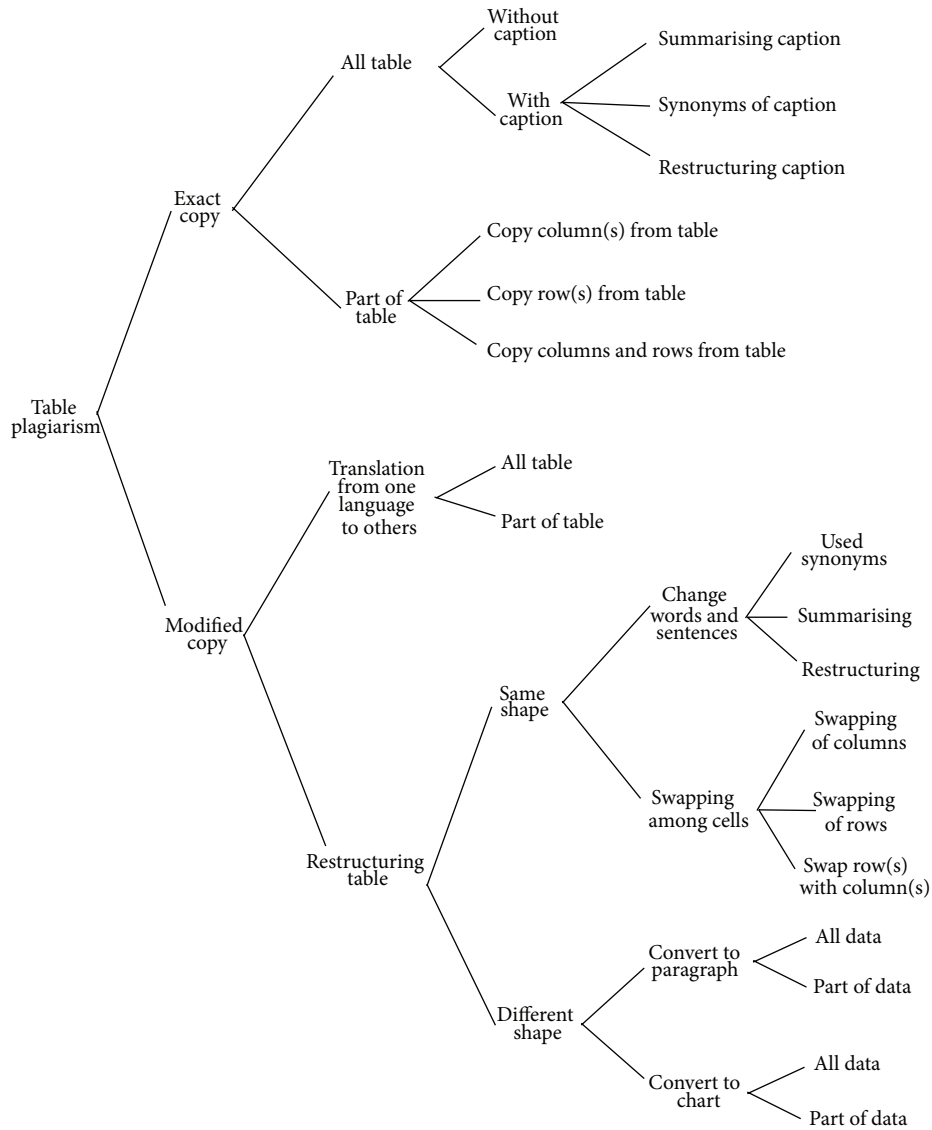 Without
caption
All table
Summarising caption
With
caption
Synonyms of caption
Restructuring caption
Exact
copy
Copy column(s) from table
Part of
table
Copy row(s) from table
Copy columns and rows from table
Table
plagiarism
Translation
from one
language
to others
All table
Part of table
Modified
copy
Used
synonyms
Change
words and
sentences
Summarising
Restructuring
Same
shape
Swapping
of columns
Swapping
among cells
Swapping
of rows
Swap row(s)
with column(s)
Restructuring
table
All data
Convert to
paragraph
Part of data
Different
shape
All data
Convert to
chart
Part of data